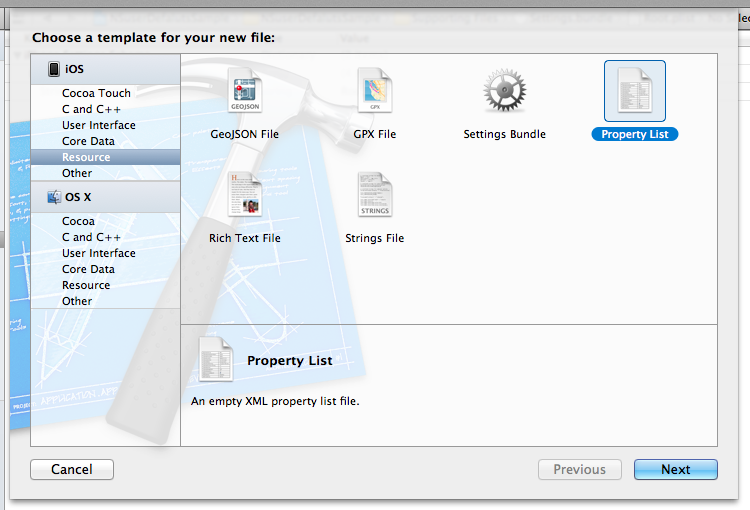 Choose a template for your new file:
iOS
Cocoa Touch
C and C++
User Interface
Core Data
Resource
Other
OS X
Cocoa
C and C++
User Interface
Core Data
Resource
Other
GEOJSON
GeoJSON File
GPX
GPX File
Settings Bundle
Property List
Rich Text File
STRINGS
Strings File
Property List
An empty XML property list file.
Cancel
Previous
Next